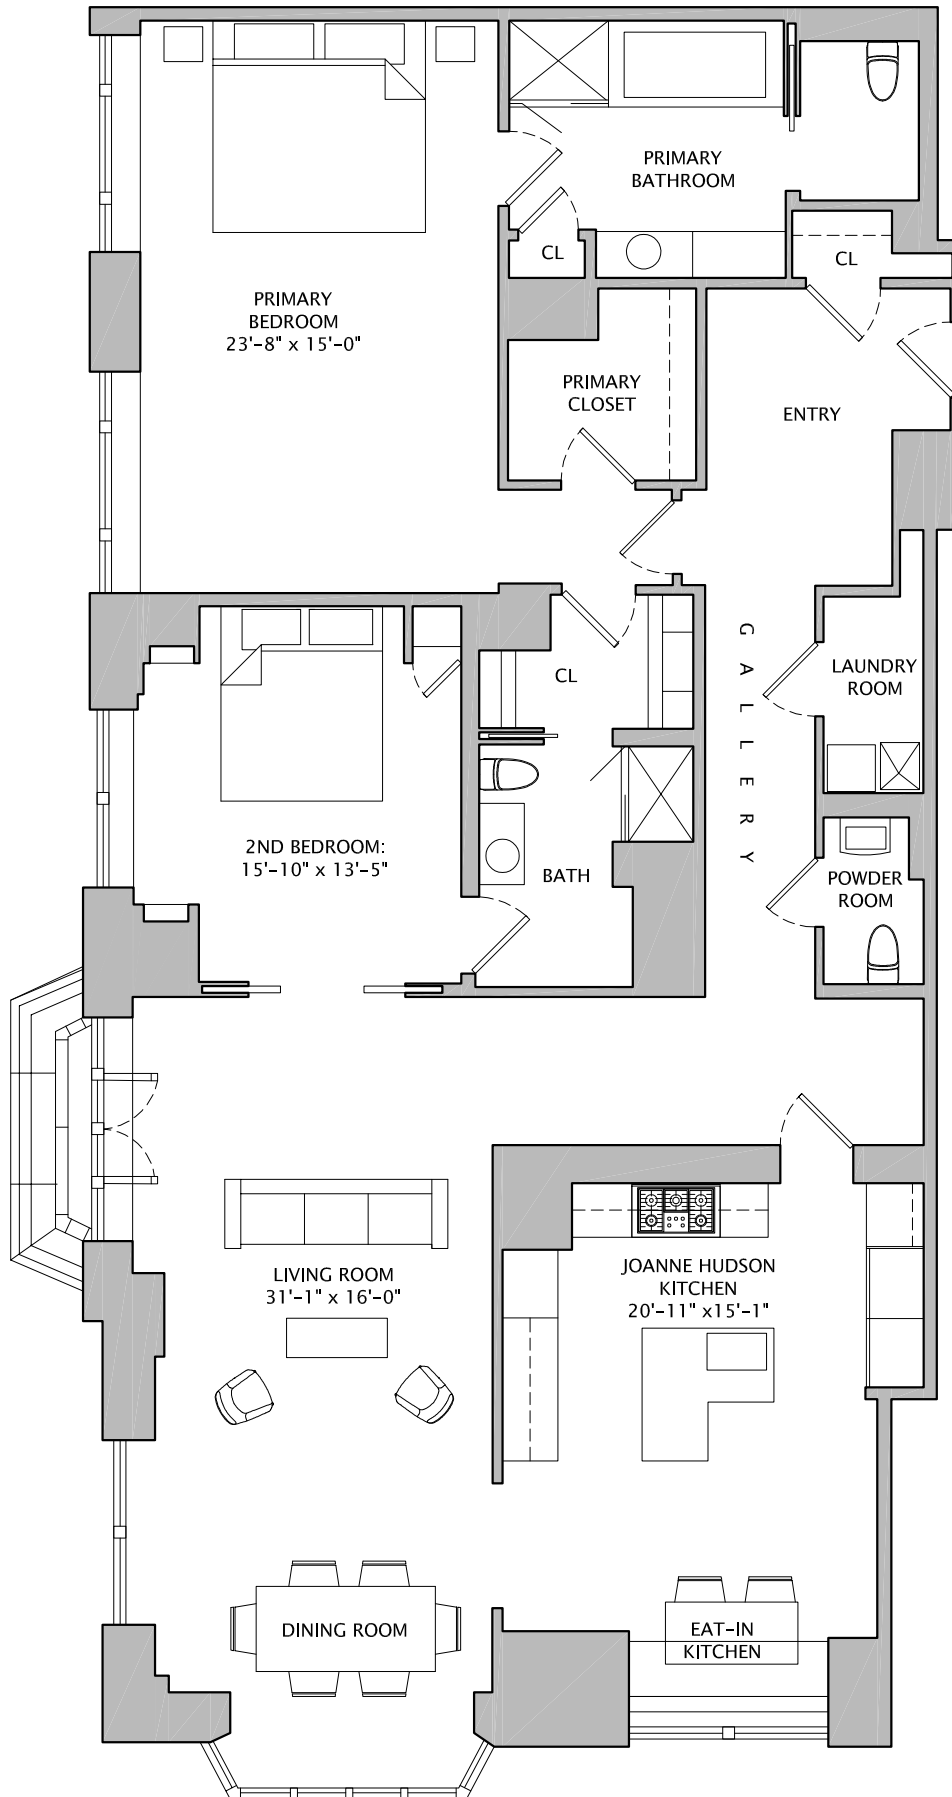 PRIMARY
BATHROOM
CL
CL
PRIMARY
BEDROOM
23'-8" x 15'-0"
PRIMARY
CLOSET
ENTRY
GALLERY
LAUNDRY
ROOM
CL
2ND BEDROOM:
15'-10" x 13'-5"
BATH
POWDER
ROOM
LIVING ROOM
31'-1" x 16'-0"
JOANNE HUDSON
KITCHEN
20'-11" x15'-1"
DINING ROOM
EAT-IN
KITCHEN